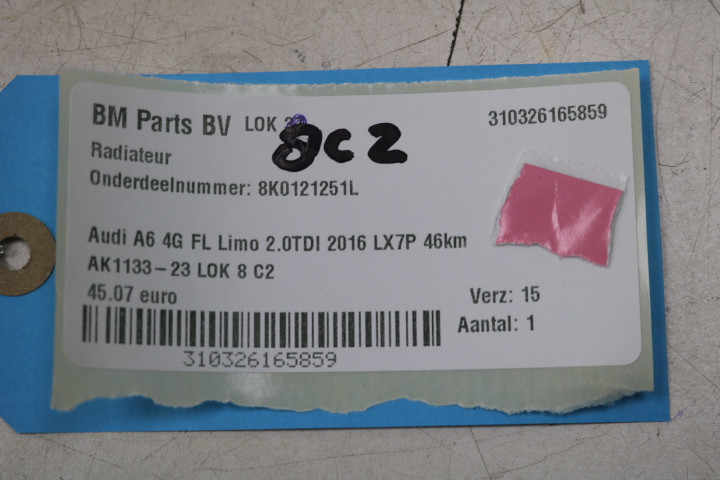 BM Parts BV LOK
8C2
310326165859
Radiateur
Onderdeelnummer: 8K0121251L
Audi A6 4G FL Limo 2.0TDI 2016 LX7P 46km
AK1133-23 LOK 8 C2
45.07 euro
Verz: 15
Aantal: 1
310326165859